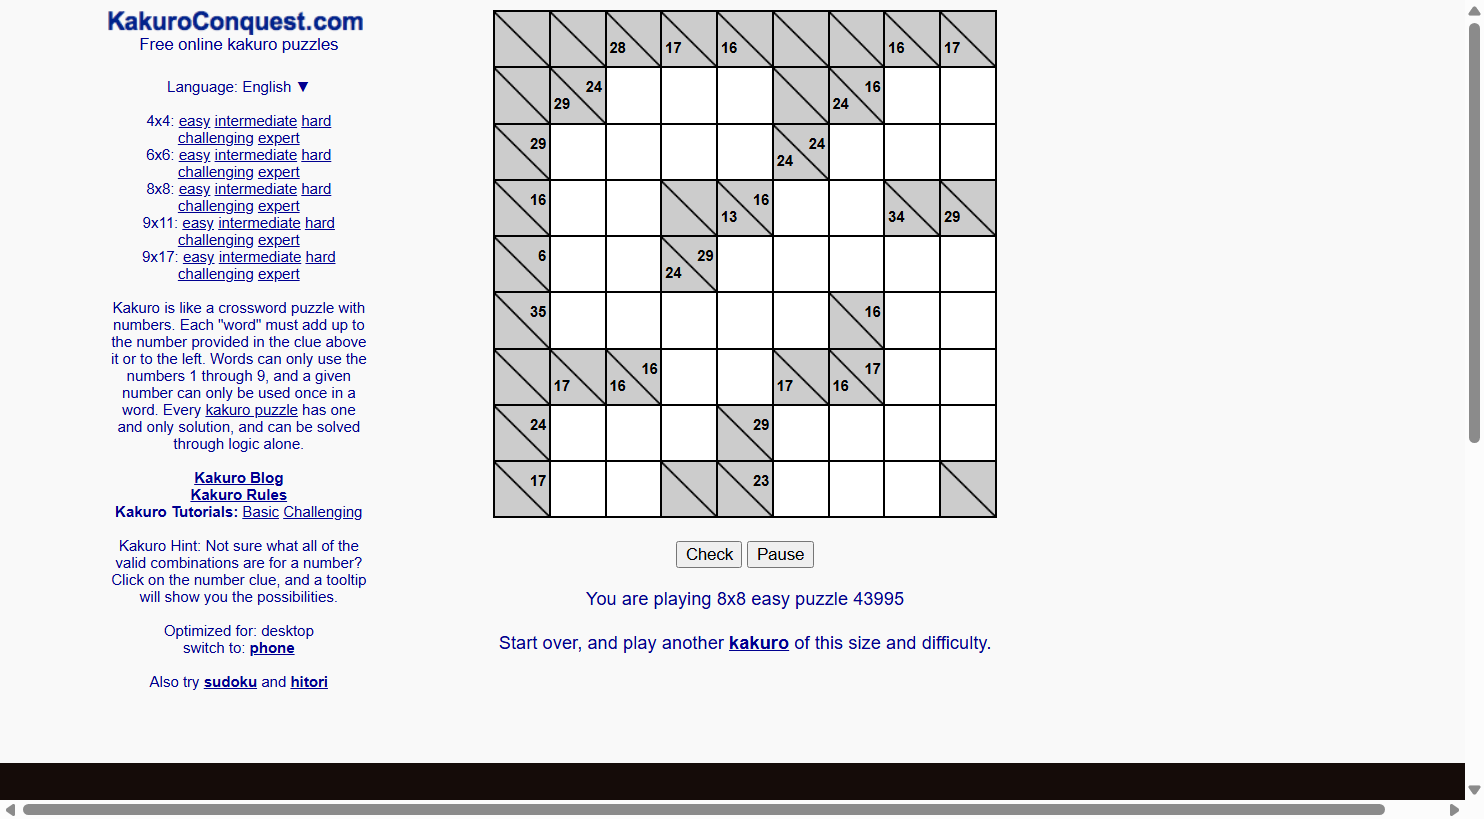 KakuroConquest.com
Free online kakuro puzzles
Language: English ▼
4x4: easy intermediate hard
challenging expert
6x6: easy intermediate hard
challenging expert
8x8: easy intermediate hard
challenging expert
9x11: easy intermediate hard
challenging expert
9x17: easy intermediate hard
challenging expert
Kakuro is like a crossword puzzle with
numbers. Each "word" must add up to
the number provided in the clue above
it or to the left. Words can only use the
numbers 1 through 9, and a given
number can only be used once in a
word. Every kakuro puzzle has one
and only solution, and can be solved
through logic alone.
Kakuro Blog
Kakuro Rules
Kakuro Tutorials: Basic Challenging
Kakuro Hint: Not sure what all of the
valid combinations are for a number?
Click on the number clue, and a tooltip
will show you the possibilities.
Optimized for: desktop
switch to: phone
Also try sudoku and hitori
28 17 16 16 17
24 16
29 24
29 24
24
16 16
13 34 29
6 29
24
35 16
16 17
17 16 17 16
24 29
17 23
Check Pause
You are playing 8x8 easy puzzle 43995
Start over, and play another kakuro of this size and difficulty.